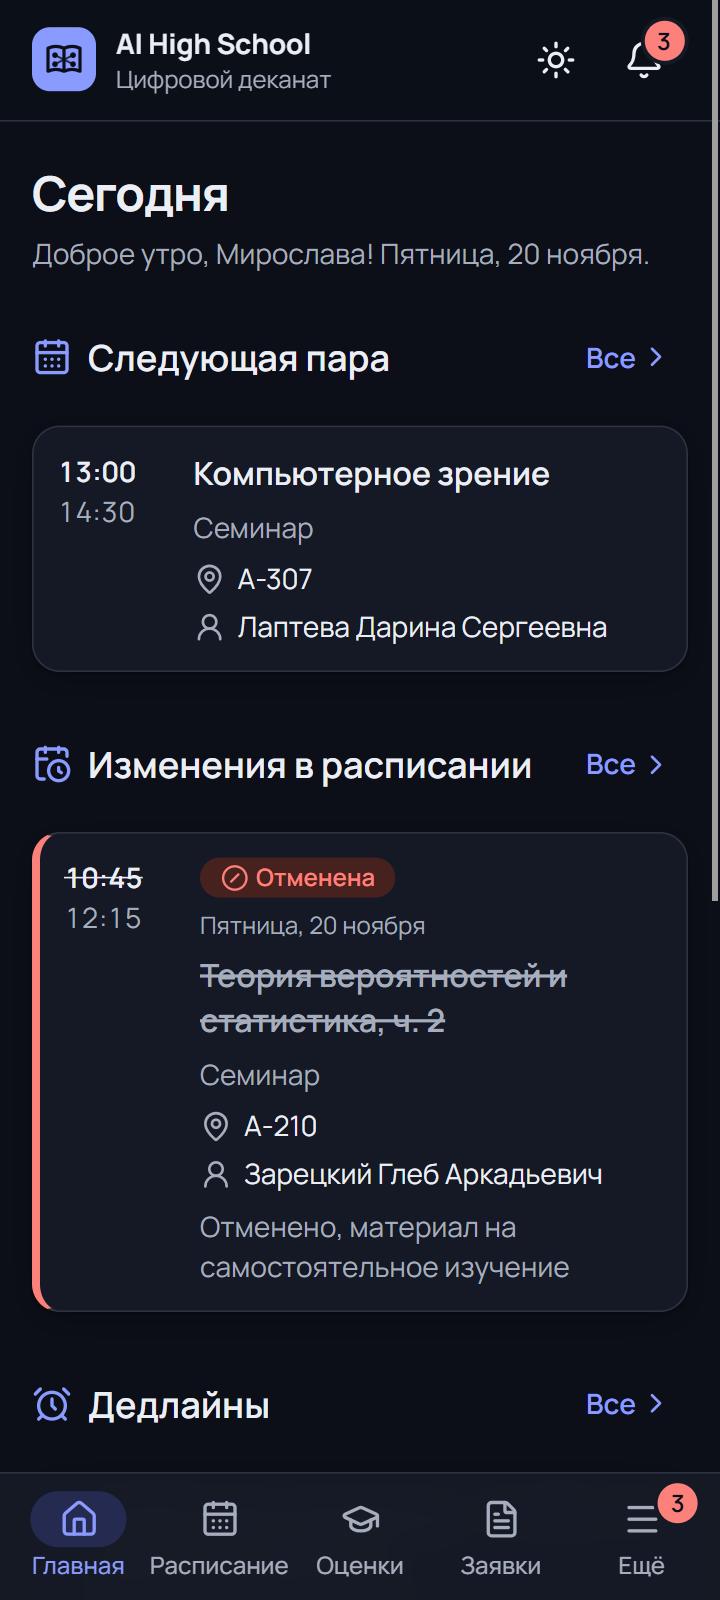 AI High School
Цифровой деканат
3
Сегодня
Доброе утро, Мирослава! Пятница, 20 ноября.
Следующая пара
Все
13:00
14:30
Компьютерное зрение
Семинар
А-307
Лаптева Дарина Сергеевна
Изменения в расписании
Все
10:45
12:15
Отменена
Пятница, 20 ноября
Теория вероятностей и
статистика, ч. 2
Семинар
А-210
Зарецкий Глеб Аркадьевич
Отменено, материал на
самостоятельное изучение
Дедлайны
Все
3
Главная
Расписание
Оценки
Заявки
Ещё